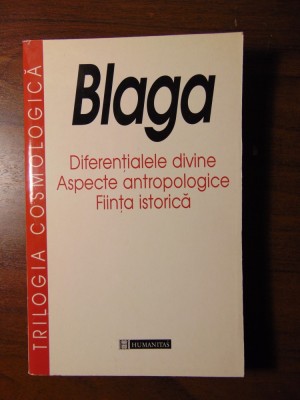 TRILOGIA COSMOLOGICĂ
Blaga
Diferențialele divine
Aspecte antropologice
Ființa istorică
HUMANITAS